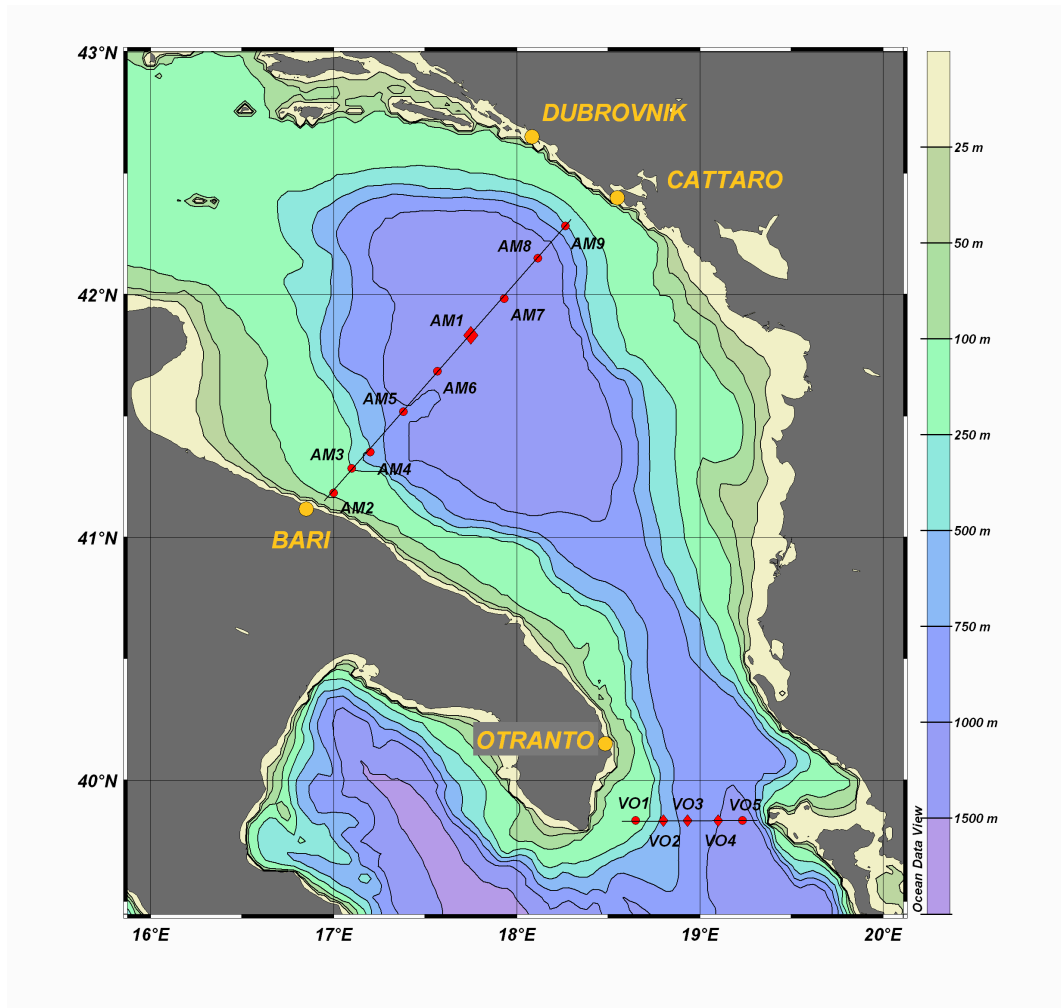 43°N
DUBROVNIK
25 m
CATTARO
50 m
AM8
AM9
42°N
AM7
AM1
100 m
AM6
AM5
250 m
AM3
AM4
AM2
BARI
41°N
500 m
750 m
1000 m
OTRANTO
40°N
VO1
VO3
VO5
VO2
VO4
1500 m
Ocean Data View
16°E
17°E
18°E
19°E
20°E